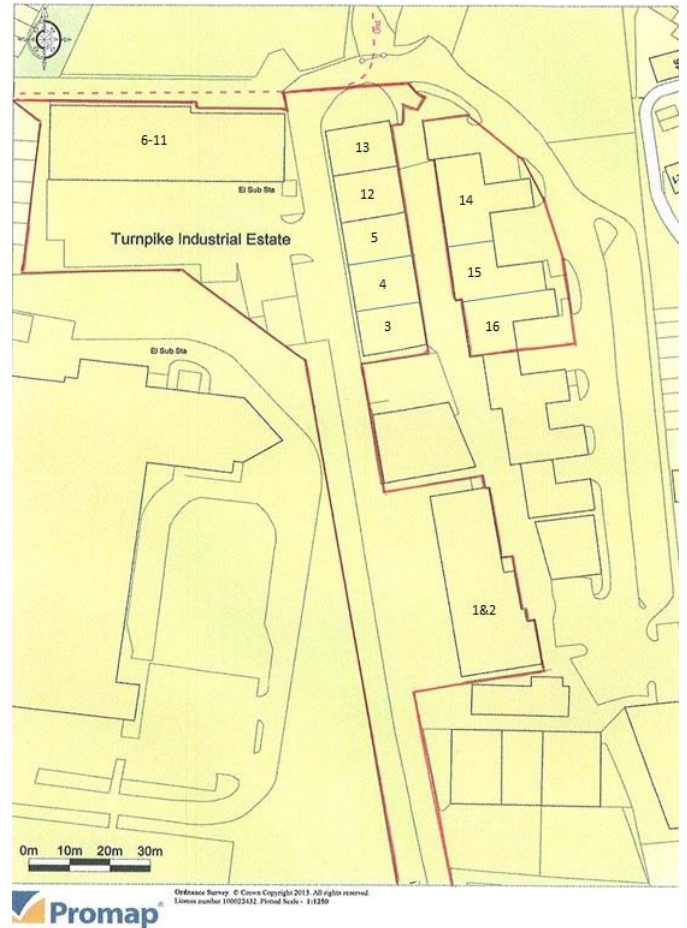 13
6-11
12
14
El Sub Sta
Turnpike Industrial Estate
5
15
4
16
3
El Sub Sta
1&2
0m 10m 20m 30m
Promap
Ordnance Survey © Crown Copyright 2015. All rights reserved.
Licence number 100022432. Plotted Scale - 1:1250